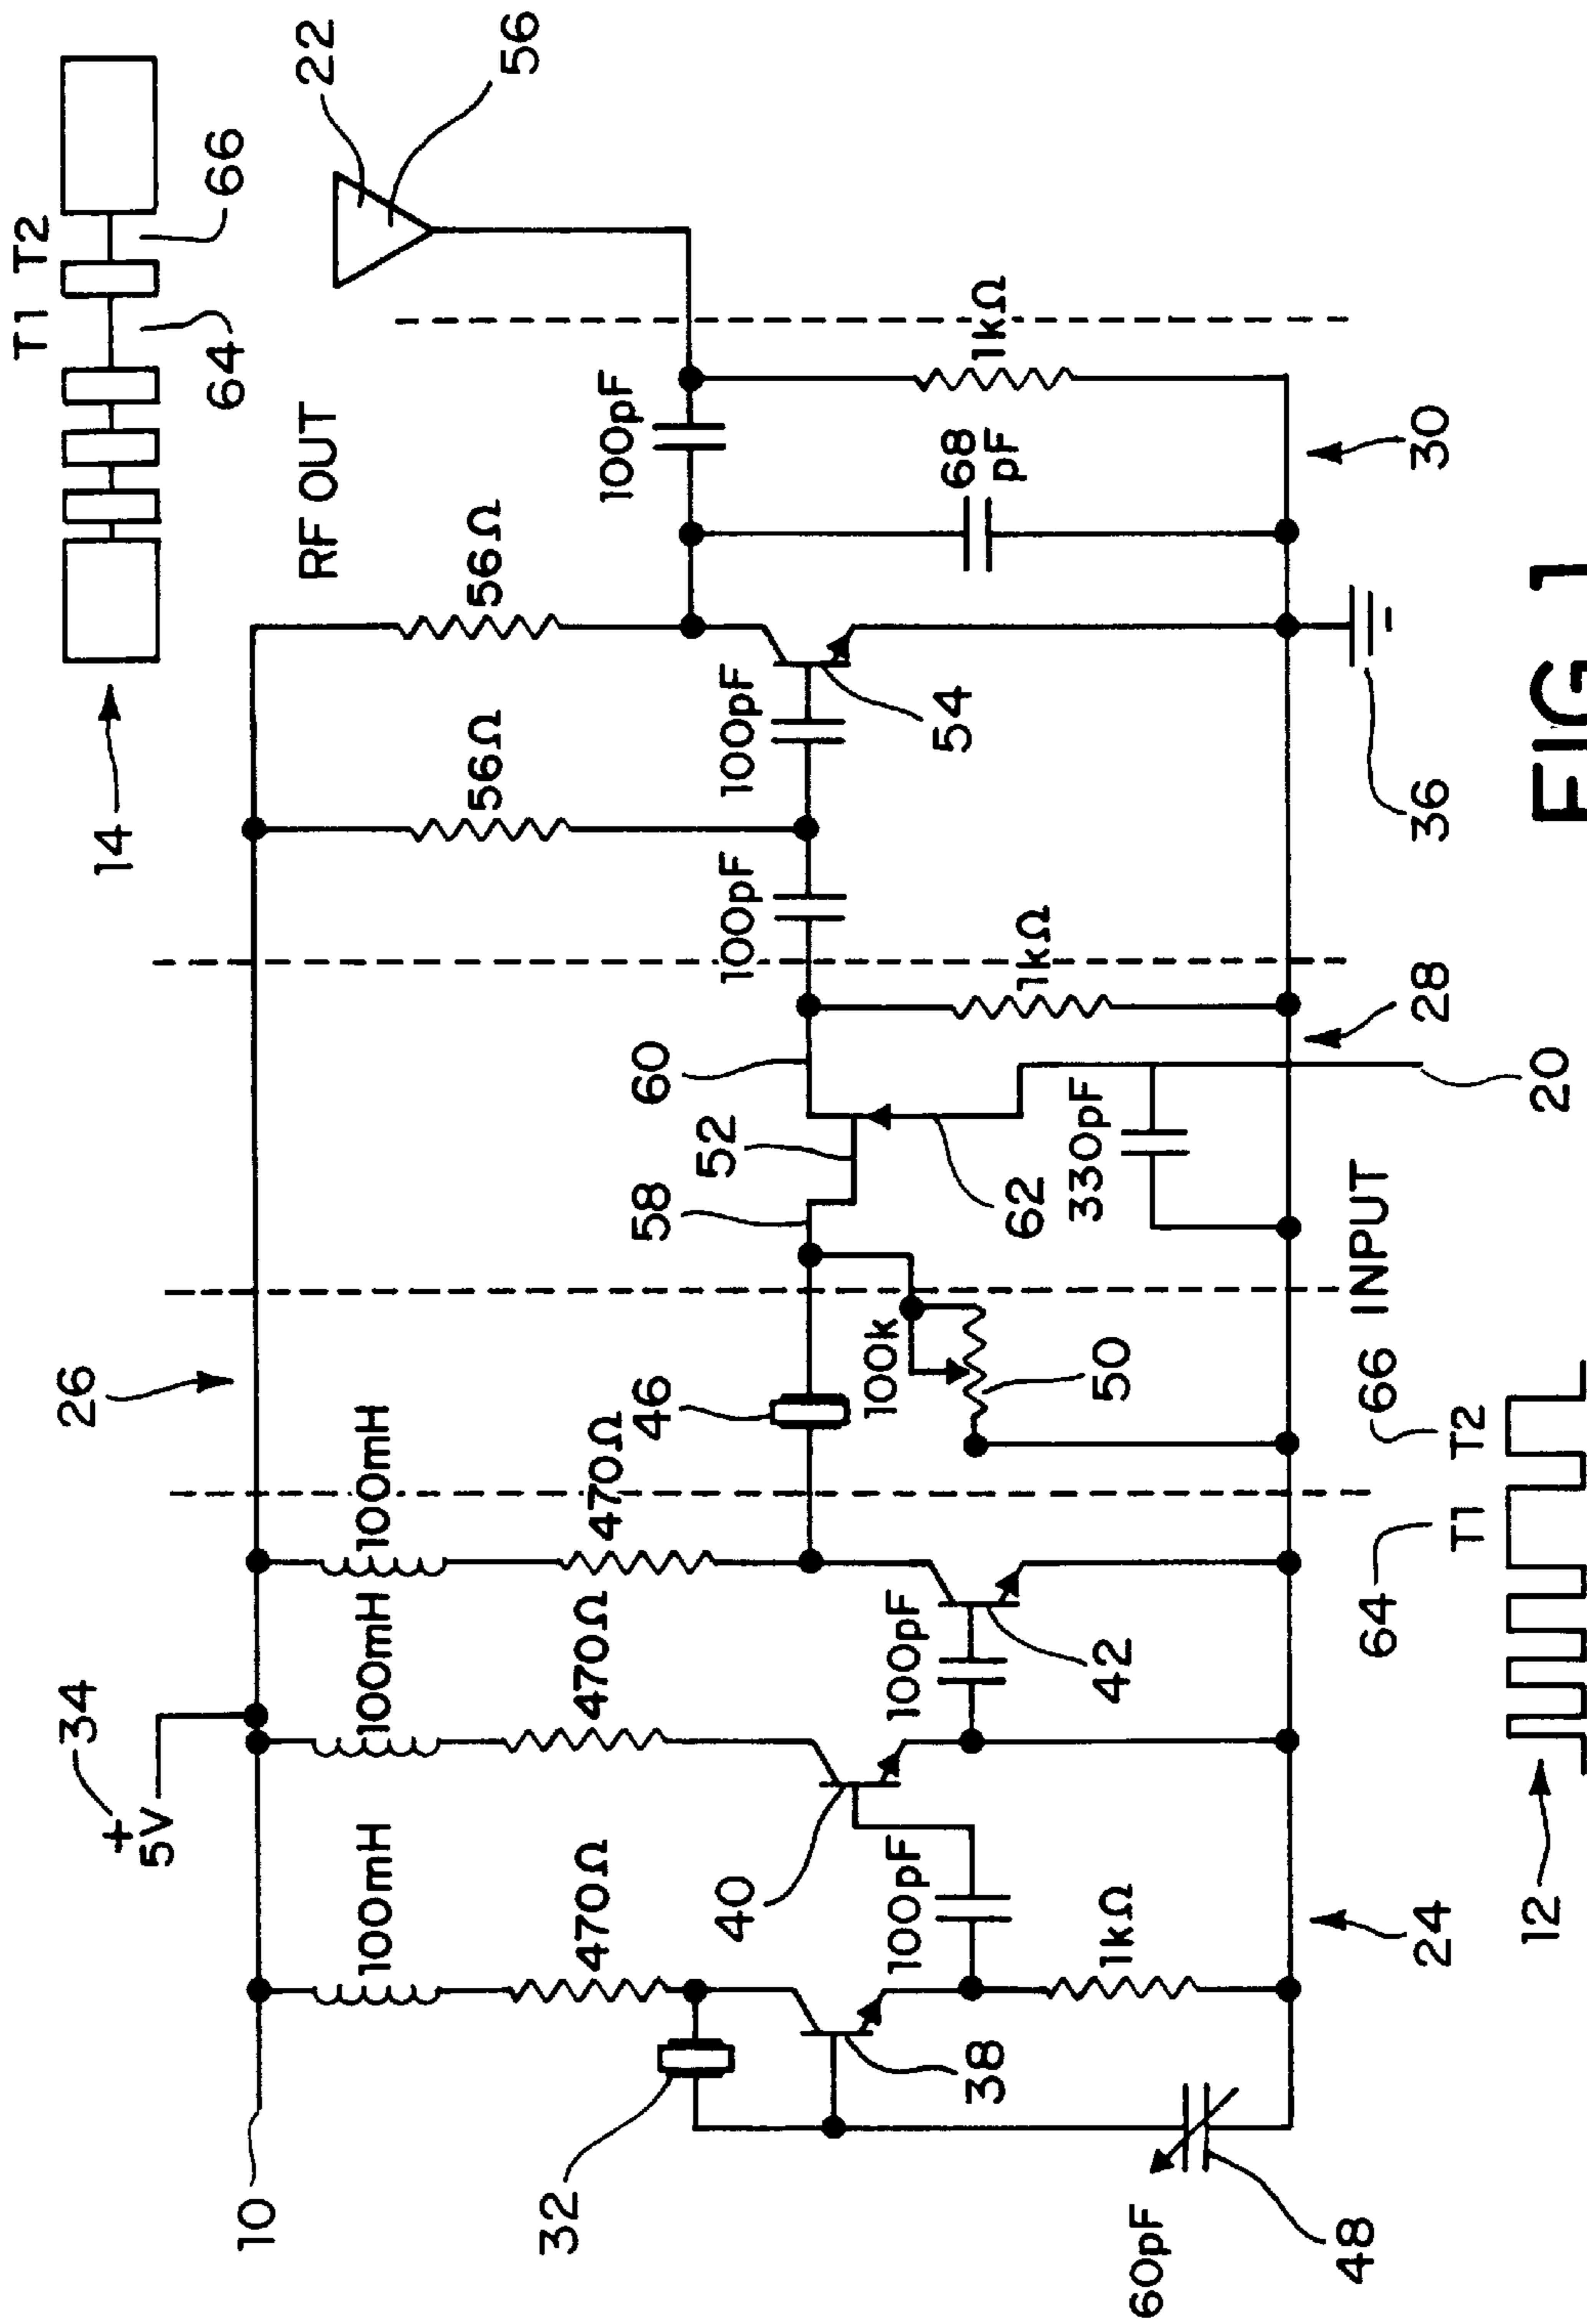 14
T1 T2
64
66
RF OUT
22
56
34
+
5V
26
10
100mH
100mH
100mH
470Ω
470Ω
470Ω
56Ω
56Ω
32
40
46
58
52
60
100pF
100pF
100pF
38
100pF
100pF
42
100k
50
62
54
68
pF
1kΩ
330pF
1kΩ
1kΩ
60pF
48
24
INPUT
20
28
36
30
12
64
66
T1
T2
FIG 1